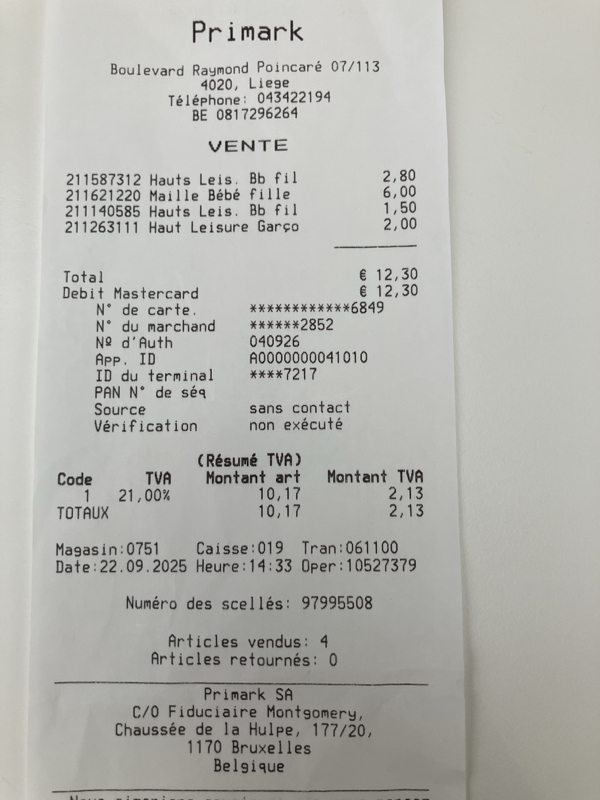 Primark
Boulevard Raymond Poincaré 07/113
4020, Liege
Téléphone: 043422194
BE 0817296264
VENTE
211587312 Hauts Leis. Bb fil 2,80
211621220 Maille Bébé fille 6,00
211140585 Hauts Leis. Bb fil 1,50
211263111 Haut Leisure Garço 2,00
Total € 12,30
Debit Mastercard € 12,30
N° de carte. ************6849
N° du marchand ******2852
Nº d'Auth 040926
App. ID A0000000041010
ID du terminal ****7217
PAN N° de séq
Source sans contact
Vérification non exécuté
(Résumé TVA)
Code TVA Montant art Montant TVA
1 21,00% 10,17 2,13
TOTAUX 10,17 2,13
Magasin:0751 Caisse:019 Tran:061100
Date:22.09.2025 Heure:14:33 Oper:10527379
Numéro des scellés: 97995508
Articles vendus: 4
Articles retournés: 0
Primark SA
C/O Fiduciaire Montgomery,
Chaussée de la Hulpe, 177/20,
1170 Bruxelles
Belgique